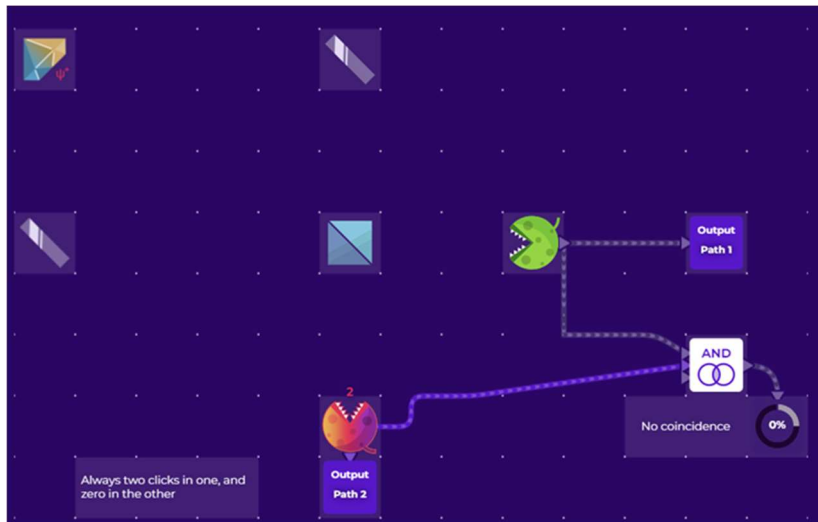 Ψ+
Output
Path 1
AND
2
No coincidence
0%
Always two clicks in one, and
zero in the other
Output
Path 2